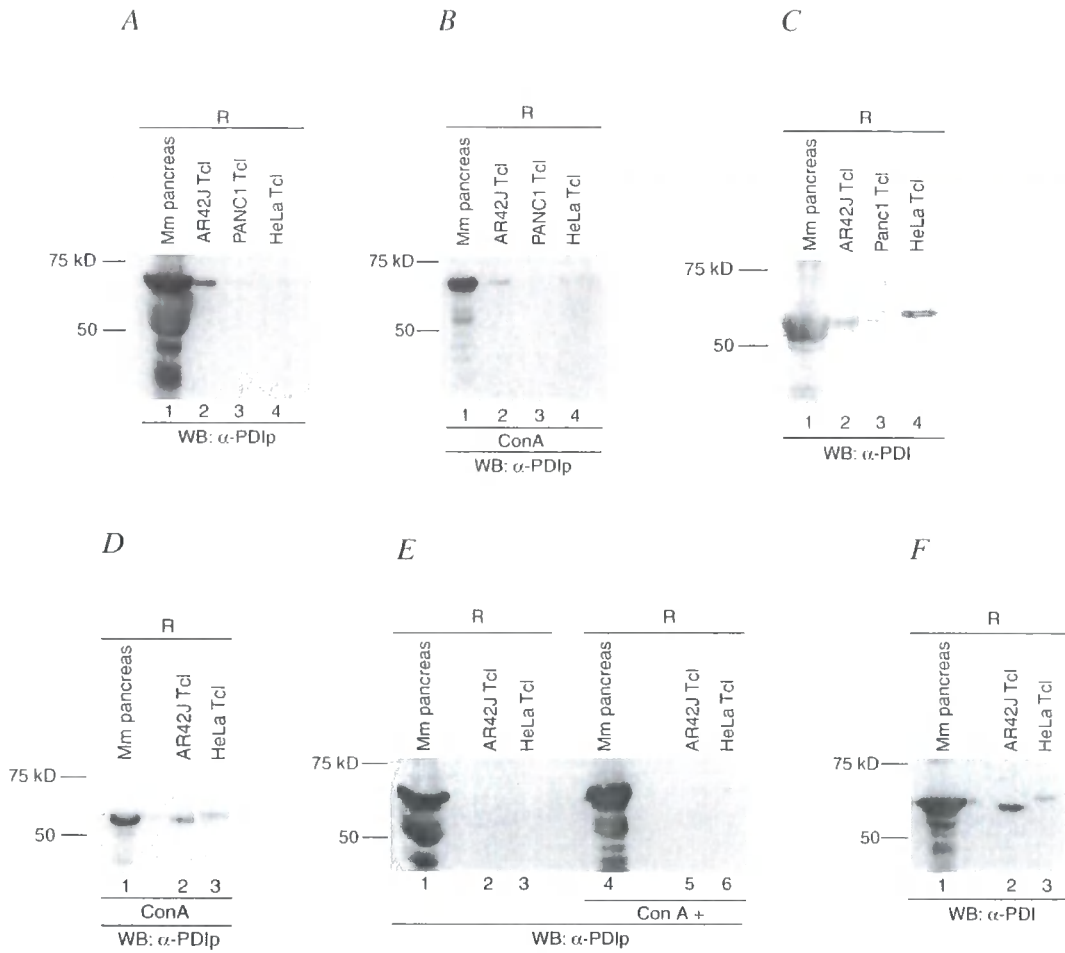 A
R
Mm pancreas
AR42J Tcl
PANC1 Tcl
HeLa Tcl
75 kD
50
1 2 3 4
WB: α-PDIp
B
R
Mm pancreas
AR42J Tcl
PANC1 Tcl
HeLa Tcl
75 kD
50
1 2 3 4
ConA
WB: α-PDIp
C
R
Mm pancreas
AR42J Tcl
Panc1 Tcl
HeLa Tcl
75 kD
50
1 2 3 4
WB: α-PDI
D
R
Mm pancreas
AR42J Tcl
HeLa Tcl
75 kD
50
1 2 3
ConA
WB: α-PDIp
E
R R
Mm pancreas
AR42J Tcl
HeLa Tcl
Mm pancreas
AR42J Tcl
HeLa Tcl
75 kD
50
1 2 3 4 5 6
Con A +
WB: α-PDIp
F
R
Mm pancreas
AR42J Tcl
HeLa Tcl
75 kD
50
1 2 3
WB: α-PDI